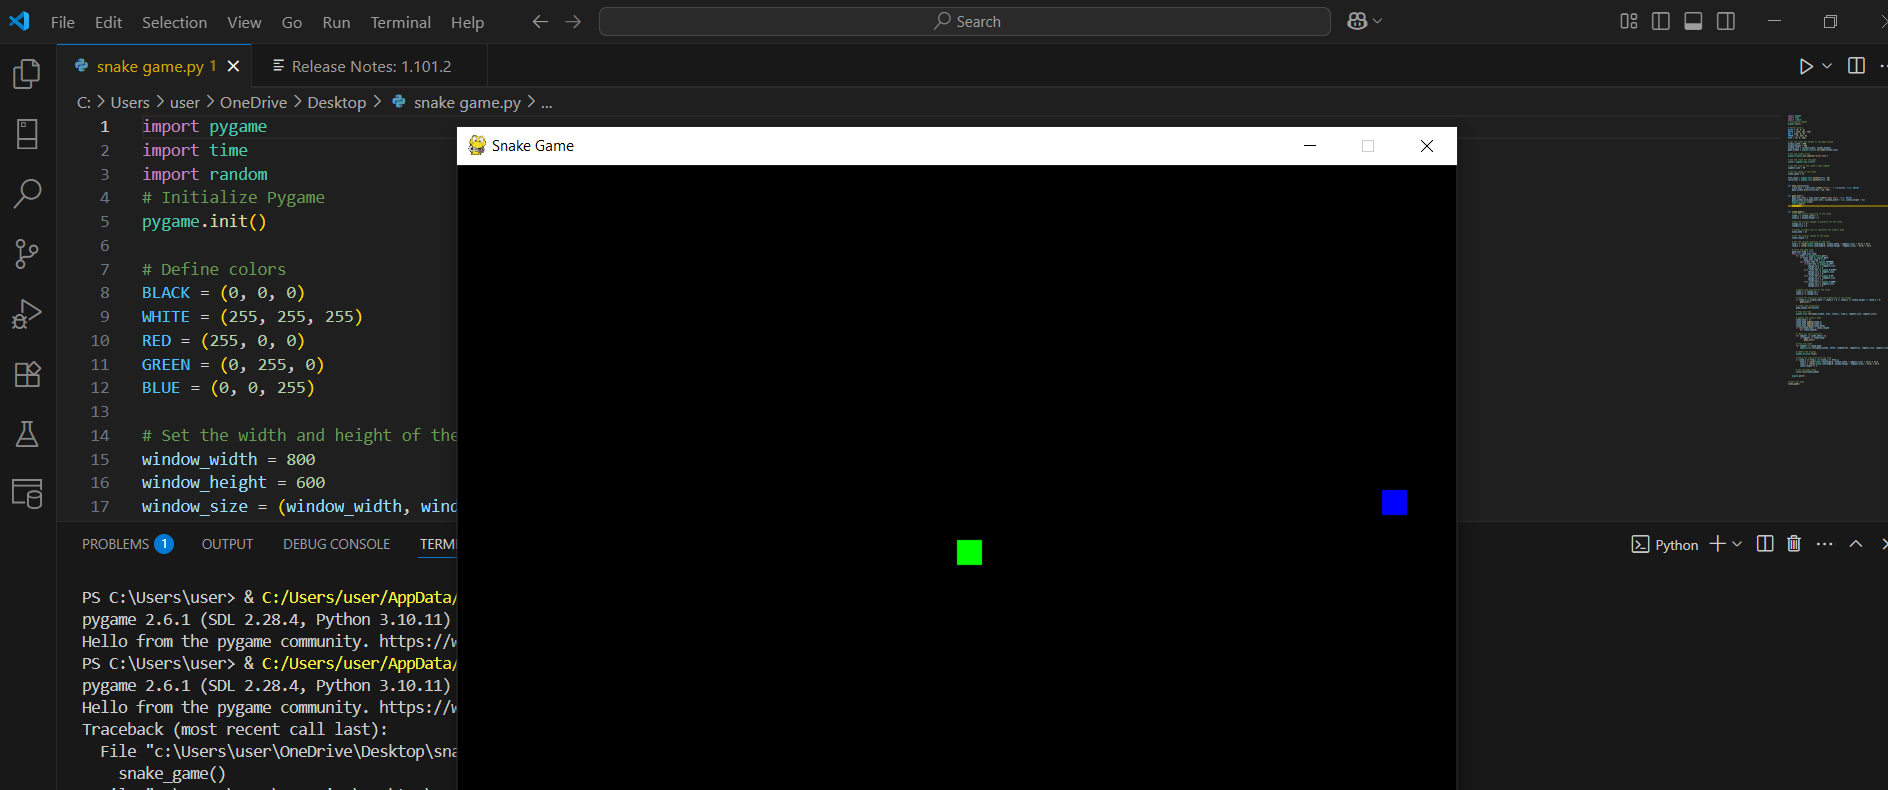 File Edit Selection View Go Run Terminal Help Search
snake game.py 1 Release Notes: 1.101.2
C: > Users > user > OneDrive > Desktop > snake game.py > ...
1 import pygame
2 import time
3 import random
4 # Initialize Pygame
5 pygame.init()
6
7 # Define colors
8 BLACK = (0, 0, 0)
9 WHITE = (255, 255, 255)
10 RED = (255, 0, 0)
11 GREEN = (0, 255, 0)
12 BLUE = (0, 0, 255)
13
14 # Set the width and height of the
15 window_width = 800
16 window_height = 600
17 window_size = (window_width, wind
Snake Game
PROBLEMS 1 OUTPUT DEBUG CONSOLE TERM
Python
PS C:\Users\user> & C:/Users/user/AppData/
pygame 2.6.1 (SDL 2.28.4, Python 3.10.11)
Hello from the pygame community. https://w
PS C:\Users\user> & C:/Users/user/AppData/
pygame 2.6.1 (SDL 2.28.4, Python 3.10.11)
Hello from the pygame community. https://w
Traceback (most recent call last):
File "c:\Users\user\OneDrive\Desktop\sna
snake_game()